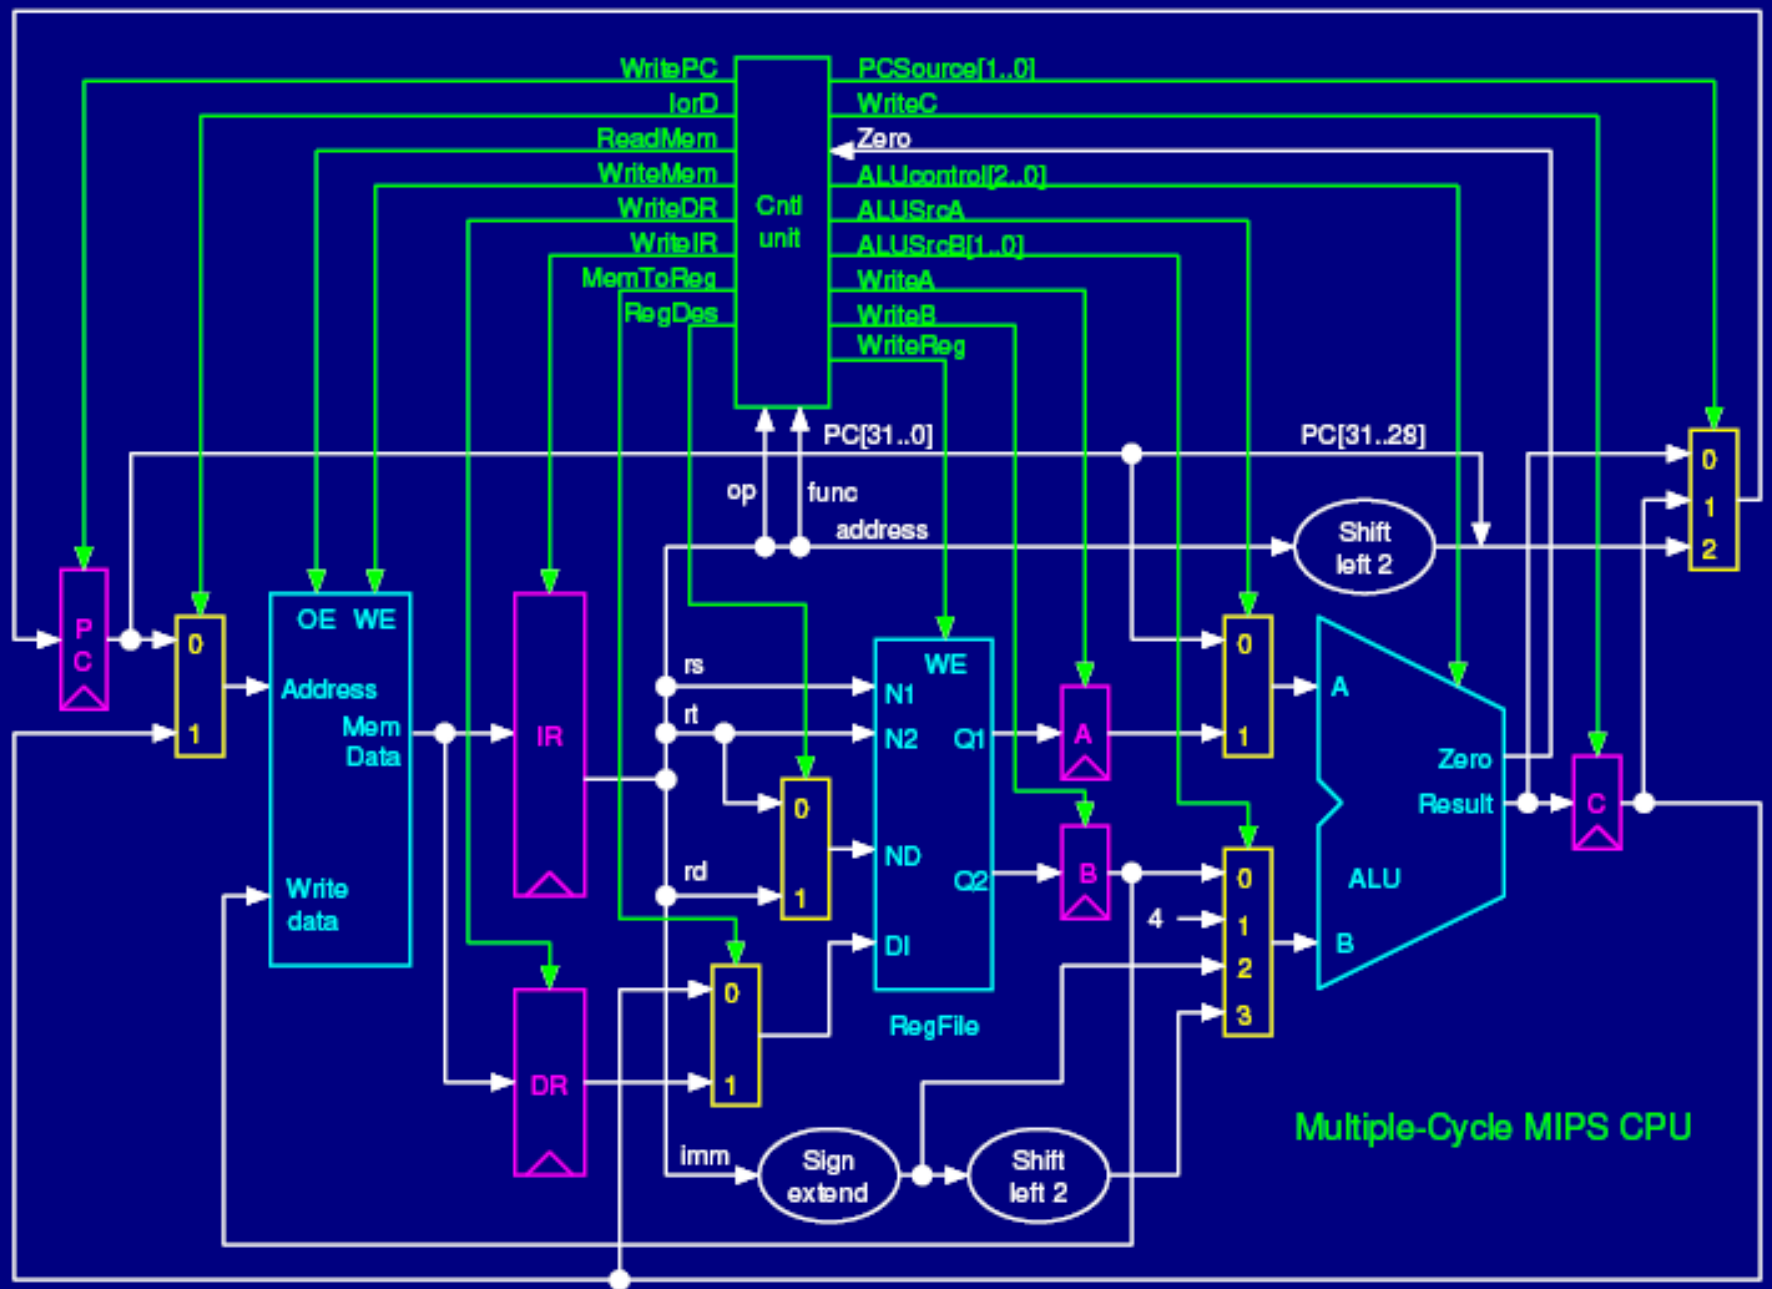 WritePC
PCSource[1..0]
IorD
WriteC
ReadMem
Zero
WriteMem
ALUcontrol[2..0]
WriteDR
Cntl
unit
ALUSrcA
WriteIR
ALUSrcB[1..0]
MemToReg
WriteA
RegDes
WriteB
WriteReg
PC[31..0]
PC[31..28]
op
func
address
Shift
left 2
0
1
2
P
C
0
1
OE WE
Address
Mem
Data
Write
data
IR
DR
rs
rt
rd
imm
0
1
0
1
WE
N1
N2
ND
DI
Q1
Q2
RegFile
A
B
0
1
4
0
1
2
3
A
B
Zero
Result
ALU
C
Sign
extend
Shift
left 2
Multiple-Cycle MIPS CPU